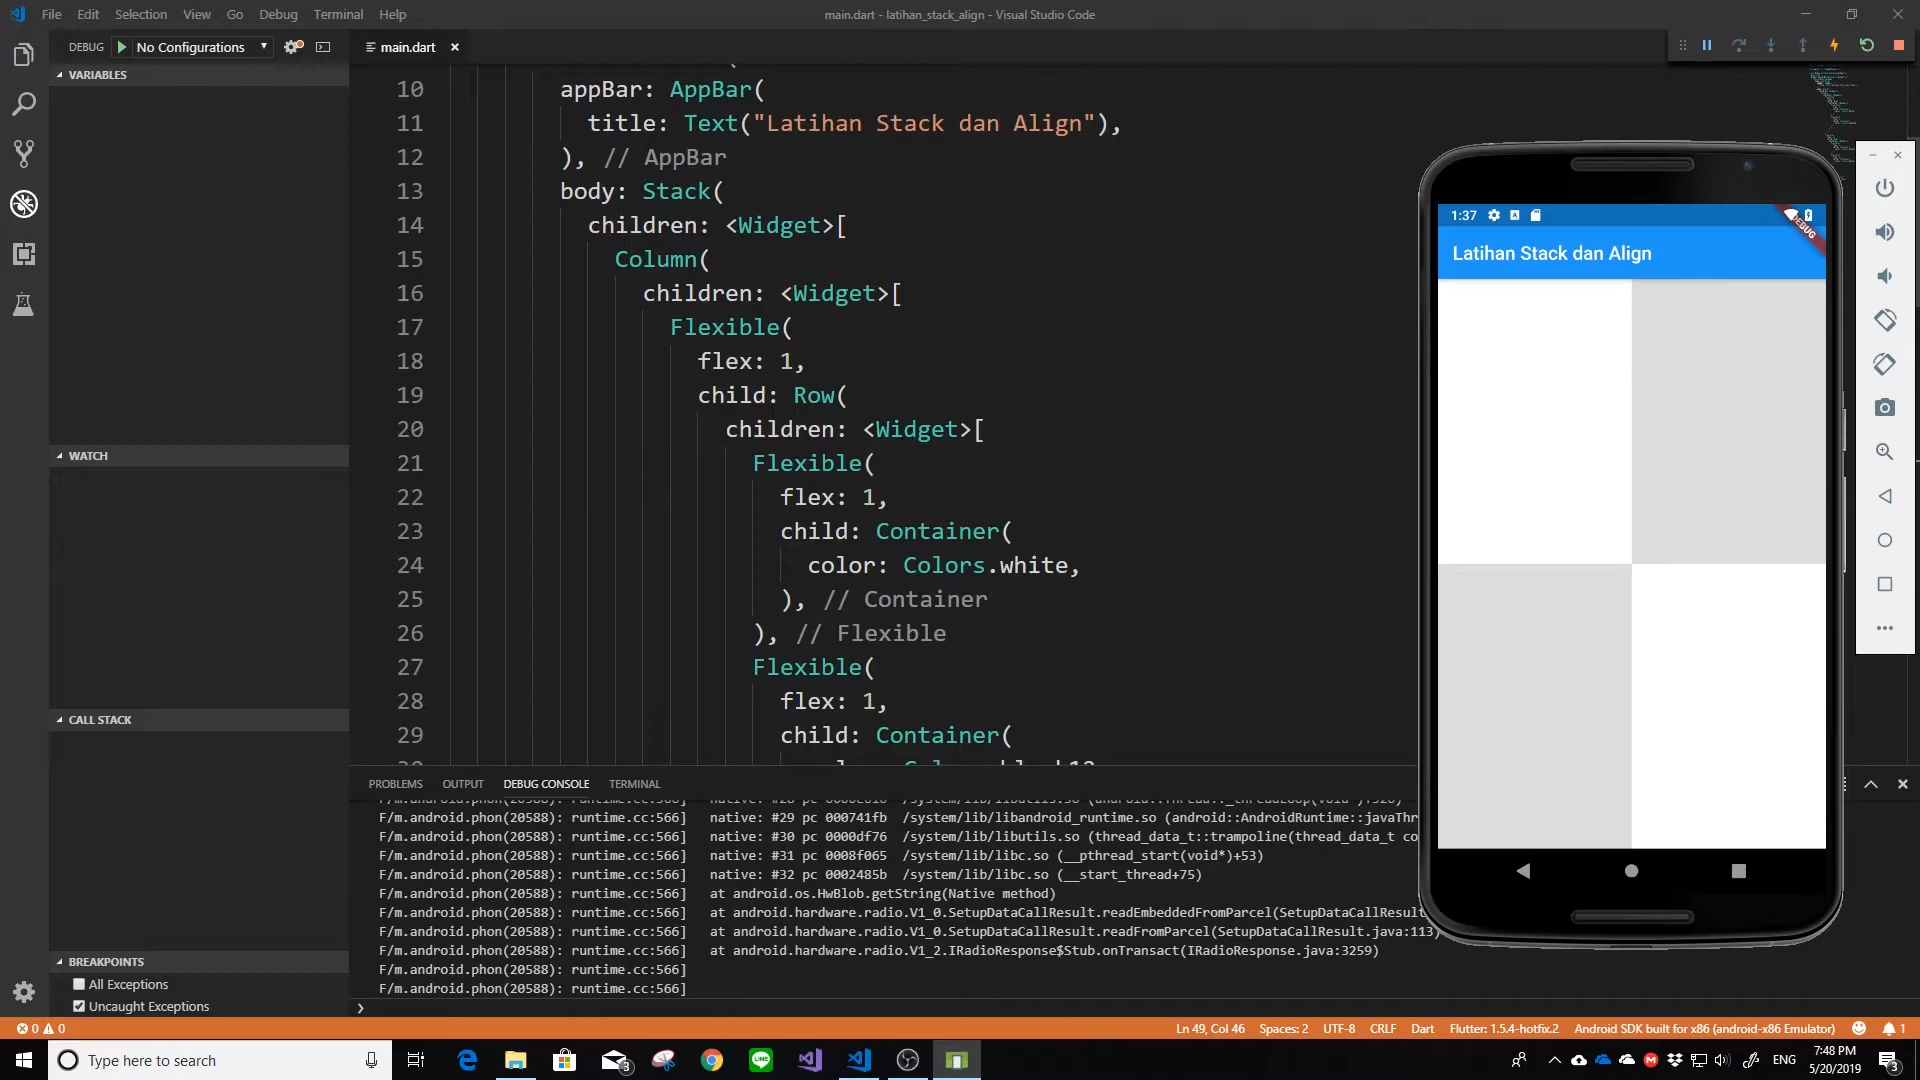 File Edit Selection View Go Debug Terminal Help
main.dart - latihan_stack_align - Visual Studio Code
DEBUG No Configurations
main.dart
VARIABLES
WATCH
CALL STACK
BREAKPOINTS
All Exceptions
Uncaught Exceptions
10 appBar: AppBar(
11 title: Text("Latihan Stack dan Align"),
12 ), // AppBar
13 body: Stack(
14 children: <Widget>[
15 Column(
16 children: <Widget>[
17 Flexible(
18 flex: 1,
19 child: Row(
20 children: <Widget>[
21 Flexible(
22 flex: 1,
23 child: Container(
24 color: Colors.white,
25 ), // Container
26 ), // Flexible
27 Flexible(
28 flex: 1,
29 child: Container(
1:37
DEBUG
Latihan Stack dan Align
PROBLEMS OUTPUT DEBUG CONSOLE TERMINAL
F/m.android.phon(20588): runtime.cc:566] native: #29 pc 000741fb /system/lib/libandroid_runtime.so (android::AndroidRuntime::javaThr
F/m.android.phon(20588): runtime.cc:566] native: #30 pc 0000df76 /system/lib/libutils.so (thread_data_t::trampoline(thread_data_t co
F/m.android.phon(20588): runtime.cc:566] native: #31 pc 0008f065 /system/lib/libc.so (__pthread_start(void*)+53)
F/m.android.phon(20588): runtime.cc:566] native: #32 pc 0002485b /system/lib/libc.so (__start_thread+75)
F/m.android.phon(20588): runtime.cc:566] at android.os.HwBlob.getString(Native method)
F/m.android.phon(20588): runtime.cc:566] at android.hardware.radio.V1_0.SetupDataCallResult.readEmbeddedFromParcel(SetupDataCallResult
F/m.android.phon(20588): runtime.cc:566] at android.hardware.radio.V1_0.SetupDataCallResult.readFromParcel(SetupDataCallResult.java:113)
F/m.android.phon(20588): runtime.cc:566] at android.hardware.radio.V1_2.IRadioResponse$Stub.onTransact(IRadioResponse.java:3259)
F/m.android.phon(20588): runtime.cc:566]
F/m.android.phon(20588): runtime.cc:566]
0 0 Ln 49, Col 46 Spaces: 2 UTF-8 CRLF Dart Flutter: 1.5.4-hotfix.2 Android SDK built for x86 (android-x86 Emulator) 1
Type here to search
LINE
3
ENG
7:48 PM
5/20/2019
3